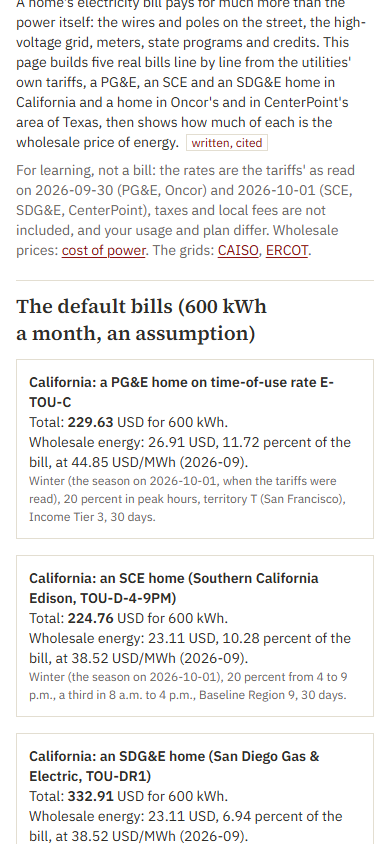 A home's electricity bill pays for much more than the
power itself: the wires and poles on the street, the high-
voltage grid, meters, state programs and credits. This
page builds five real bills line by line from the utilities'
own tariffs, a PG&E, an SCE and an SDG&E home in
California and a home in Oncor's and in CenterPoint's
area of Texas, then shows how much of each is the
wholesale price of energy. written, cited
For learning, not a bill: the rates are the tariffs' as read
on 2026-09-30 (PG&E, Oncor) and 2026-10-01 (SCE,
SDG&E, CenterPoint), taxes and local fees are not
included, and your usage and plan differ. Wholesale
prices: cost of power. The grids: CAISO, ERCOT.
The default bills (600 kWh
a month, an assumption)
California: a PG&E home on time-of-use rate E-
TOU-C
Total: 229.63 USD for 600 kWh.
Wholesale energy: 26.91 USD, 11.72 percent of the
bill, at 44.85 USD/MWh (2026-09).
Winter (the season on 2026-10-01, when the tariffs were
read), 20 percent in peak hours, territory T (San Francisco),
Income Tier 3, 30 days.
California: an SCE home (Southern California
Edison, TOU-D-4-9PM)
Total: 224.76 USD for 600 kWh.
Wholesale energy: 23.11 USD, 10.28 percent of the
bill, at 38.52 USD/MWh (2026-09).
Winter (the season on 2026-10-01), 20 percent from 4 to 9
p.m., a third in 8 a.m. to 4 p.m., Baseline Region 9, 30 days.
California: an SDG&E home (San Diego Gas &
Electric, TOU-DR1)
Total: 332.91 USD for 600 kWh.
Wholesale energy: 23.11 USD, 6.94 percent of the
bill, at 38.52 USD/MWh (2026-09).